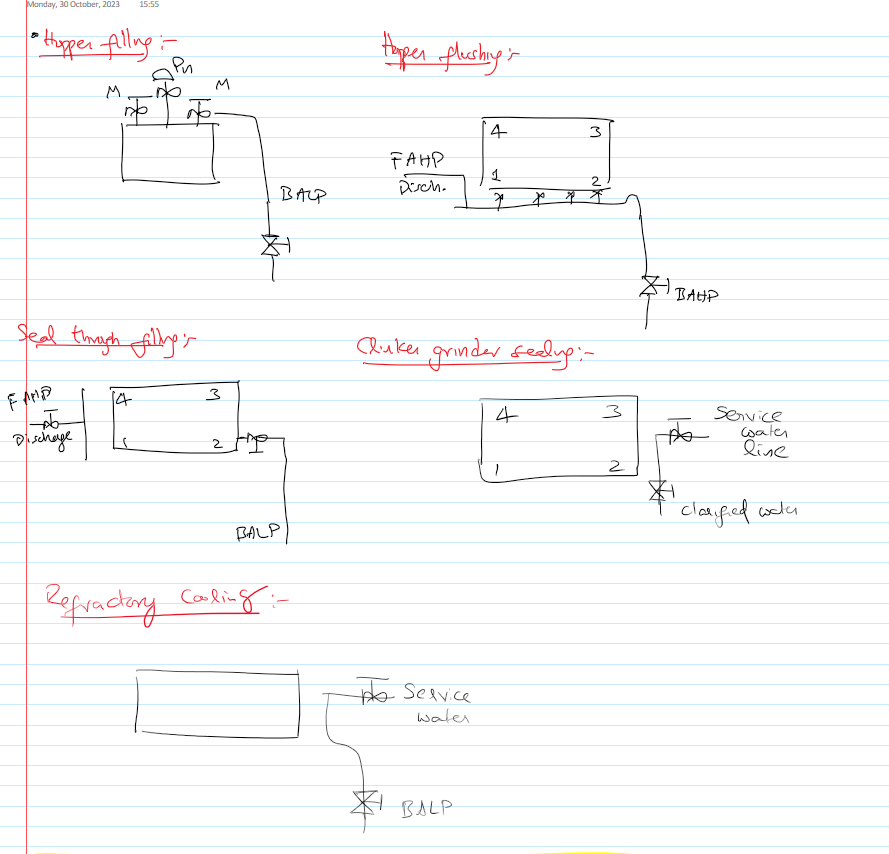 Monday, 30 October, 2023 15:55
Hopper filling:-
Pn
M
M
BALP
Hopper flushing:-
4 3
FAHP
Disch.
1 2
BAHP
Seal through filling:-
FAHP
Dischage
4 3
1 2
BALP
Clinker grinder sealing:-
4 3
1 2
Service
water
line
clarified water
Refractory Cooling:-
Service
water
BALP